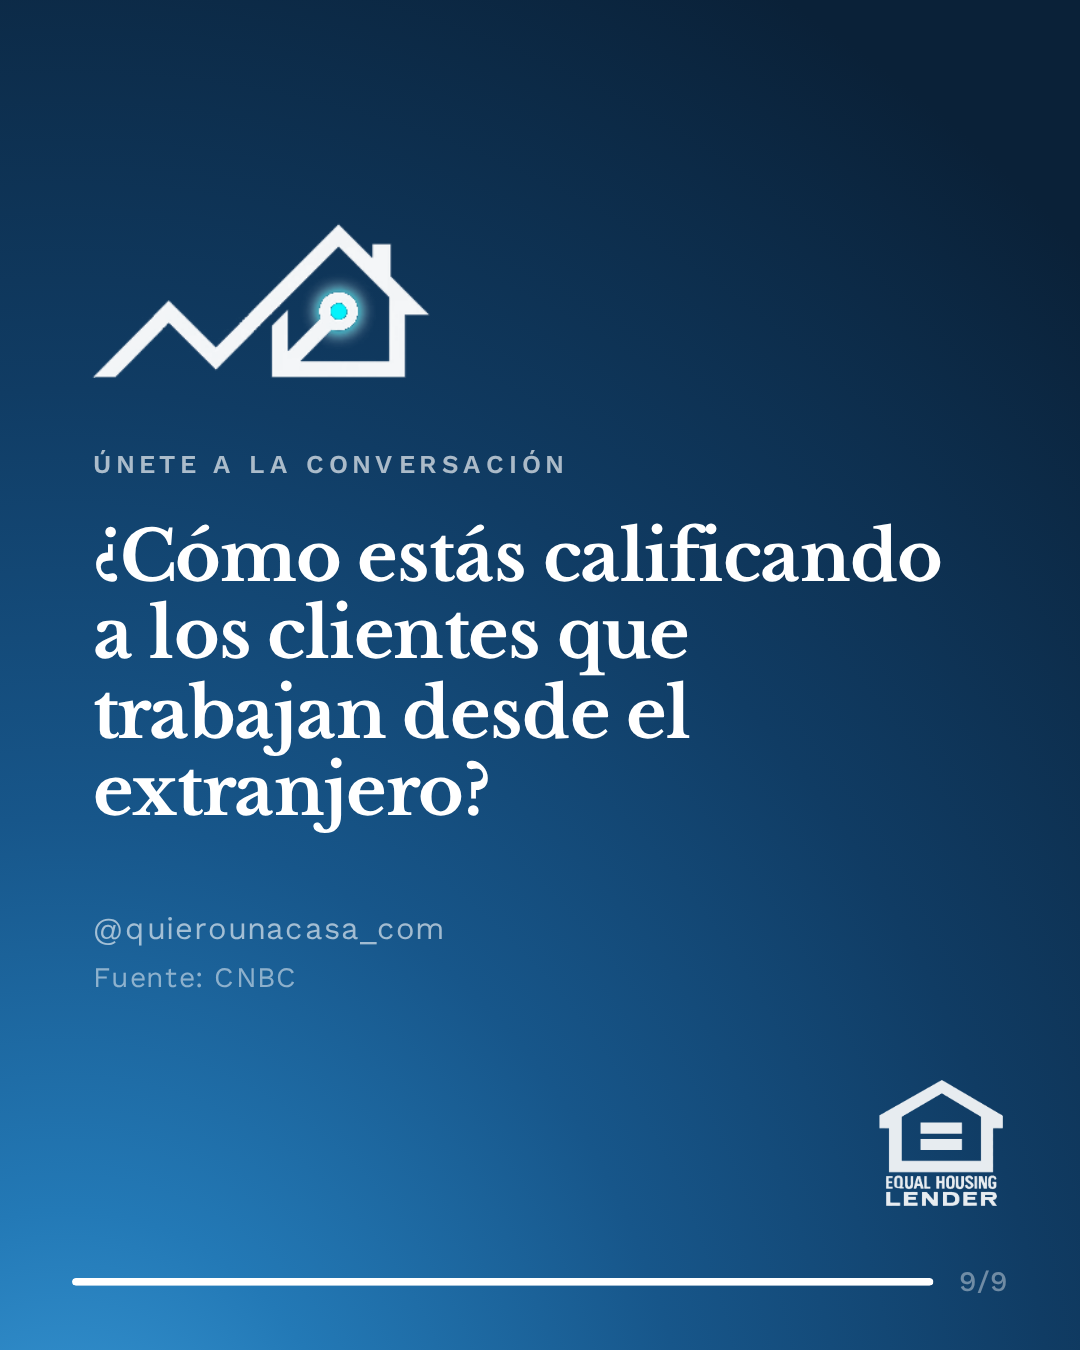 ÚNETE A LA CONVERSACIÓN
¿Cómo estás calificando
a los clientes que
trabajan desde el
extranjero?
@quierounacasa_com
Fuente: CNBC
EQUAL HOUSING
LENDER
9/9